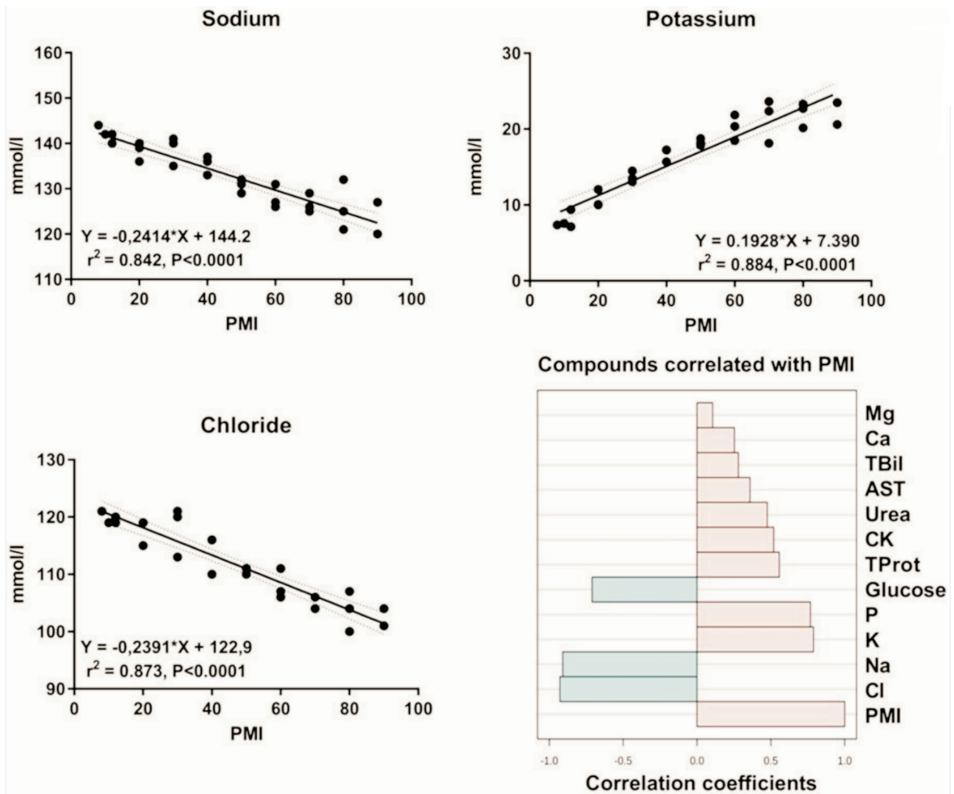 Sodium
160
150
140
130
120
110
mmol/l
Y = -0,2414*X + 144.2
r² = 0.842, P<0.0001
0 20 40 60 80 100
PMI
Potassium
30
20
10
0
mmol/l
Y = 0.1928*X + 7.390
r² = 0.884, P<0.0001
0 20 40 60 80 100
PMI
Chloride
130
120
110
100
90
mmol/l
Y = -0,2391*X + 122,9
r² = 0.873, P<0.0001
0 20 40 60 80 100
PMI
Compounds correlated with PMI
Mg
Ca
TBil
AST
Urea
CK
TProt
Glucose
P
K
Na
Cl
PMI
-1.0 -0.5 0.0 0.5 1.0
Correlation coefficients